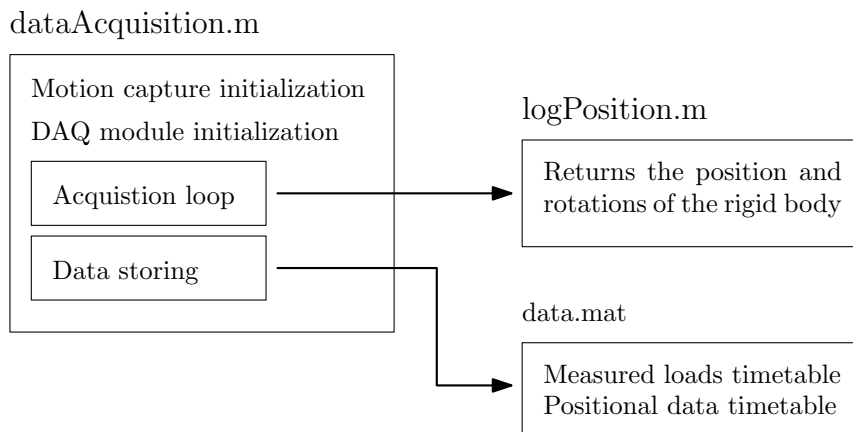 dataAcquisition.m
Motion capture initialization
DAQ module initialization
Acquistion loop
Data storing
logPosition.m
Returns the position and
rotations of the rigid body
data.mat
Measured loads timetable
Positional data timetable